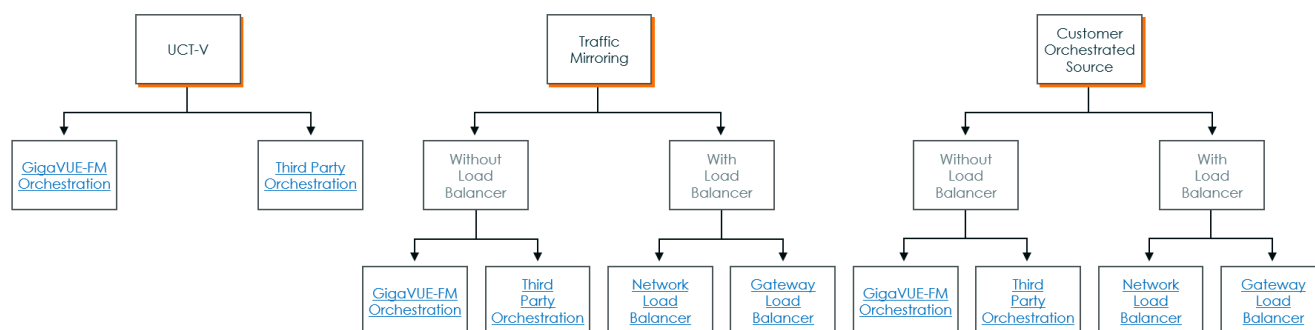 UCT-V
Traffic
Mirroring
Customer
Orchestrated
Source
GigaVUE-FM
Orchestration
Third Party
Orchestration
Without
Load
Balancer
With
Load
Balancer
Without
Load
Balancer
With
Load
Balancer
GigaVUE-FM
Orchestration
Third
Party
Orchestration
Network
Load
Balancer
Gateway
Load
Balancer
GigaVUE-FM
Orchestration
Third
Party
Orchestration
Network
Load
Balancer
Gateway
Load
Balancer